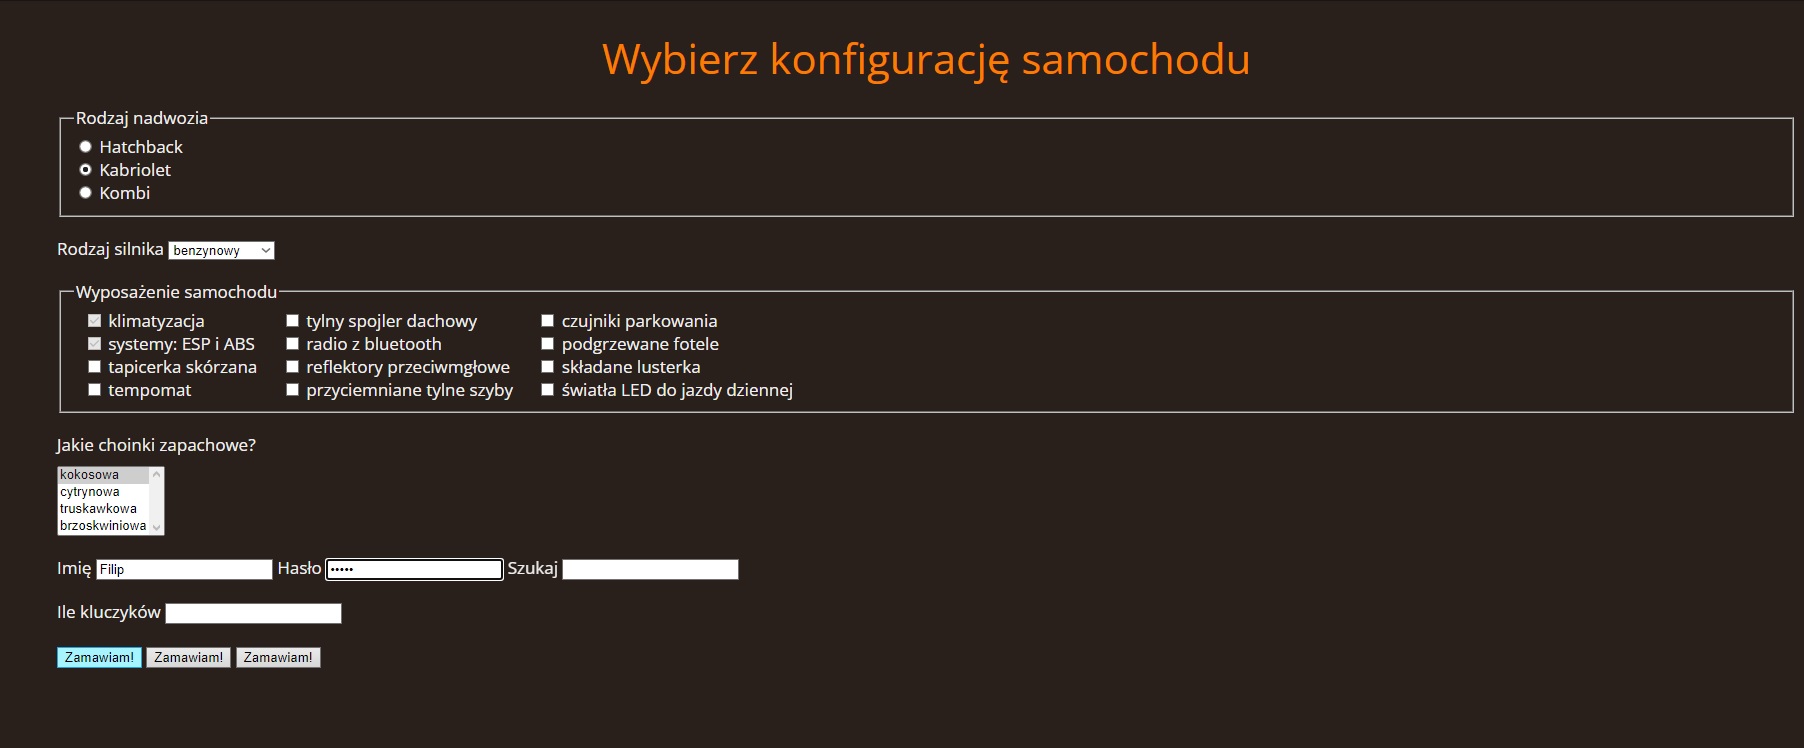 Wybierz konfigurację samochodu
Rodzaj nadwozia
Hatchback
Kabriolet
Kombi
Rodzaj silnika benzynowy
Wyposażenie samochodu
klimatyzacja tylny spojler dachowy czujniki parkowania
systemy: ESP i ABS radio z bluetooth podgrzewane fotele
tapicerka skórzana reflektory przeciwmgłowe składane lusterka
tempomat przyciemniane tylne szyby światła LED do jazdy dziennej
Jakie choinki zapachowe?
kokosowa
cytrynowa
truskawkowa
brzoskwiniowa
Imię Filip Hasło ••••• Szukaj
Ile kluczyków
Zamawiam! Zamawiam! Zamawiam!